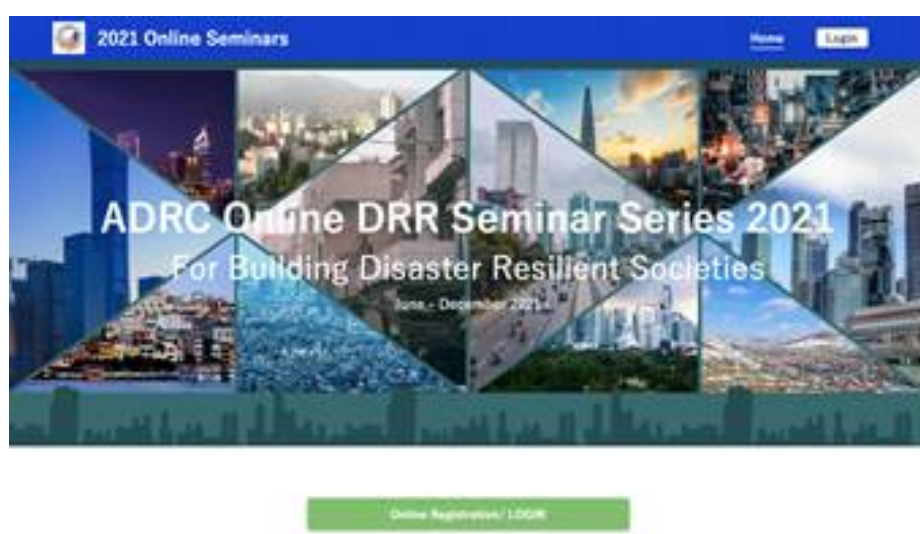 2021 Online Seminars
Home
Login
ADRC Online DRR Seminar Series 2021
For Building Disaster Resilient Societies
June - December 2021
Online Registration/ LOGIN